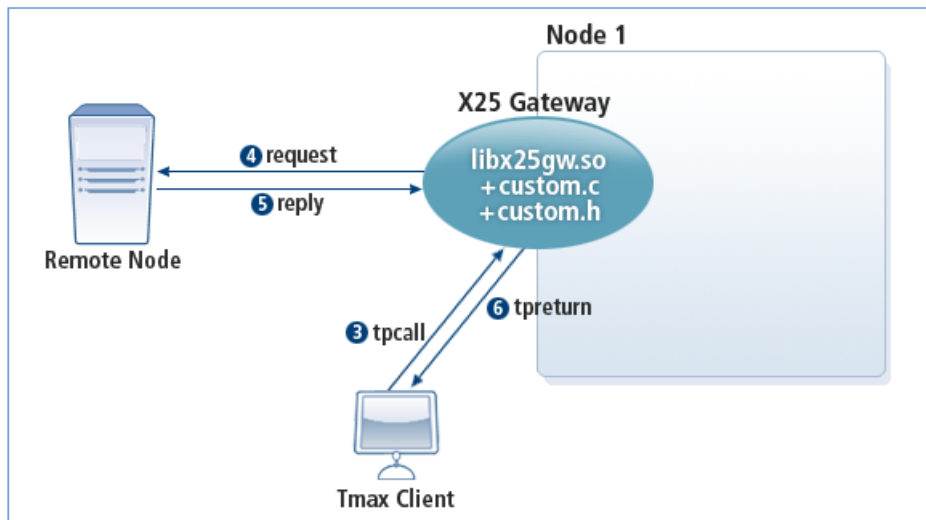 Node 1
X25 Gateway
libx25gw.so
+custom.c
+custom.h
4 request
5 reply
Remote Node
6 tpreturn
3 tpcall
Tmax Client